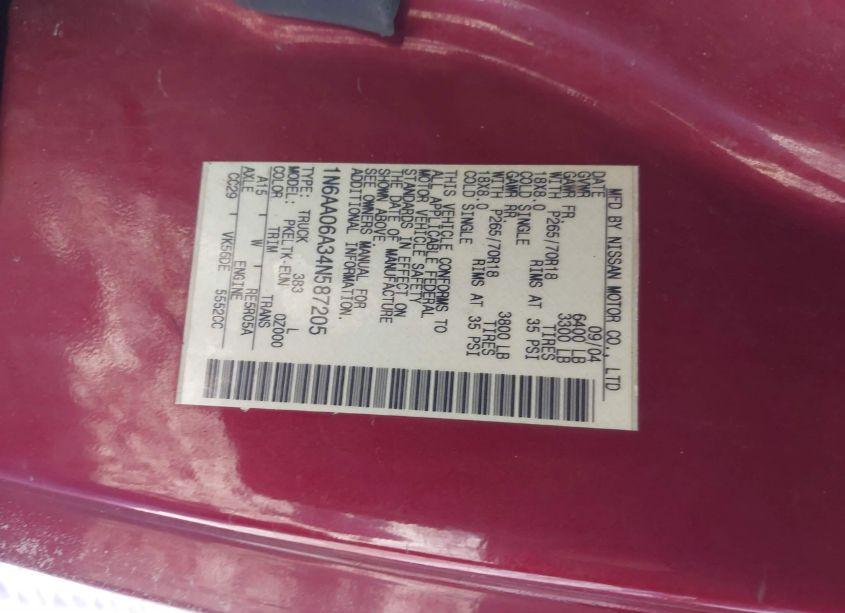 MFD BY NISSAN MOTOR CO., LTD
DATE 09/04
GVWR 6400 LB
GAWR FR. 3300 LB
WITH P265/70R18 TIRES
18X8.0 RIMS AT 35 PSI
COLD SINGLE
GAWR RR 3800 LB
WITH P265/70R18 TIRES
18X8.0 RIMS AT 35 PSI
COLD SINGLE
THIS VEHICLE CONFORMS TO
ALL APPLICABLE FEDERAL
MOTOR VEHICLE SAFETY
STANDARDS IN EFFECT ON
THE DATE OF MANUFACTURE
SHOWN ABOVE.
SEE OWNERS MANUAL FOR
ADDITIONAL INFORMATION.
1N6AA06A34N587205
TYPE: TRUCK 383 L
MODEL: PKELTK-EUN 0Z000
COLOR TRIM TRANS
A15 W RE5R05A
AXLE ENGINE
CC29 VK56DE 5552CC